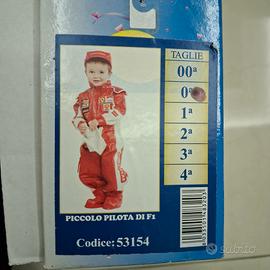 TAGLIE
00ª
0ª
1ª
2ª
3ª
4ª
PICCOLO PILOTA DI F1
Codice: 53154
subito